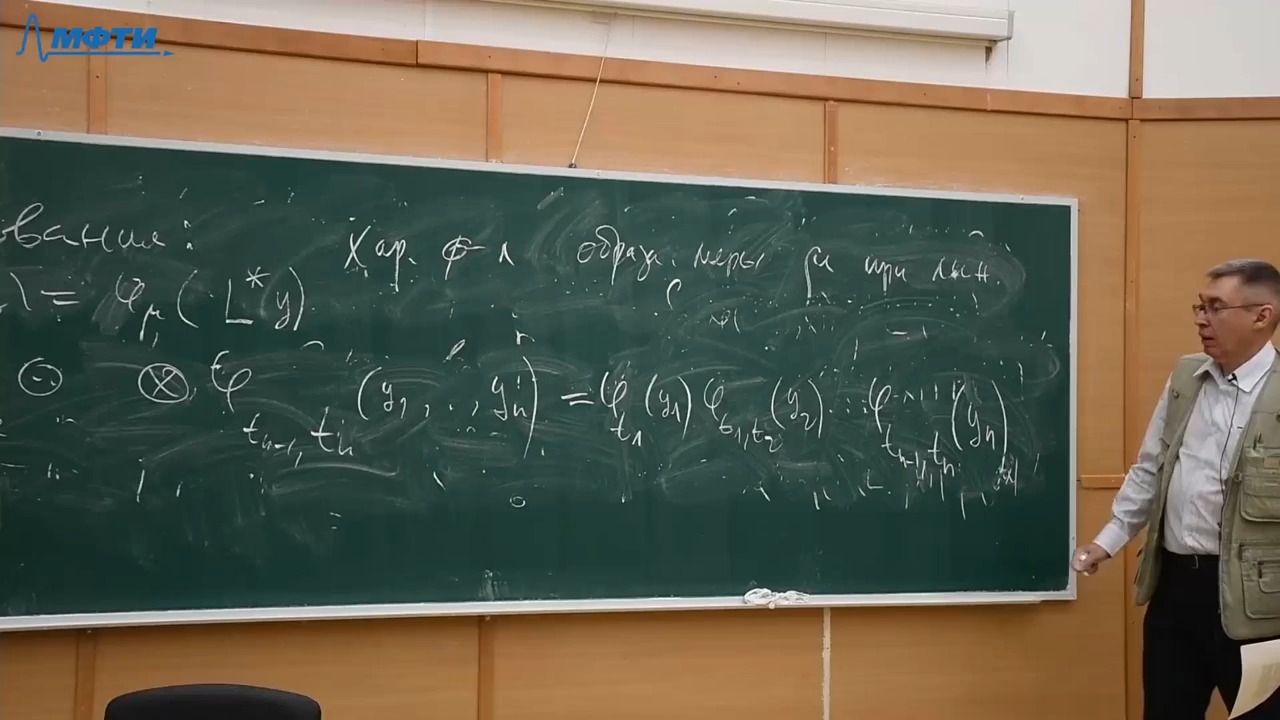 МФТИ
ования: Хар. ф-л образа меры μ при лин.
= φ_μ (L* y)
⊙ ⊗ φ_{t_{n-1}, t_n} (y_1, .., y_n) = φ_{t_1} (y_1) φ_{t_1, t_2} (y_2) ... φ_{t_{n-1}, t_n} (y_n)